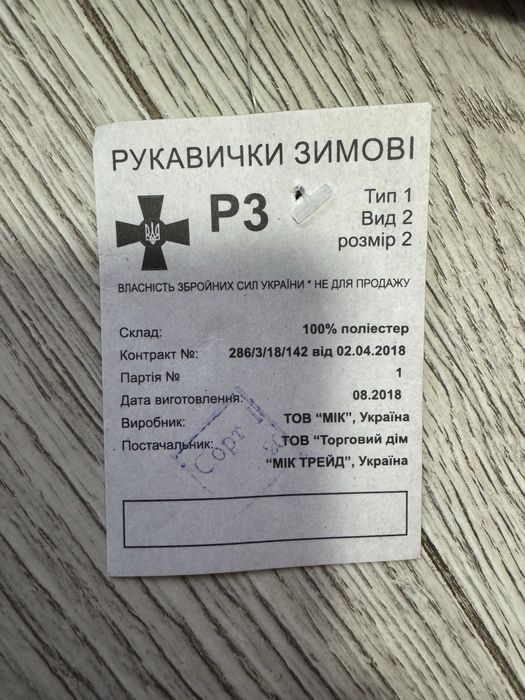 РУКАВИЧКИ ЗИМОВІ
РЗ
Тип 1
Вид 2
розмір 2
ВЛАСНІСТЬ ЗБРОЙНИХ СИЛ УКРАЇНИ * НЕ ДЛЯ ПРОДАЖУ
Склад: 100% поліестер
Контракт №: 286/3/18/142 від 02.04.2018
Партія № 1
Дата виготовлення: 08.2018
Виробник: ТОВ “МІК”, Україна
Постачальник: ТОВ “Торговий дім
“МІК ТРЕЙД”, Україна
Сорт